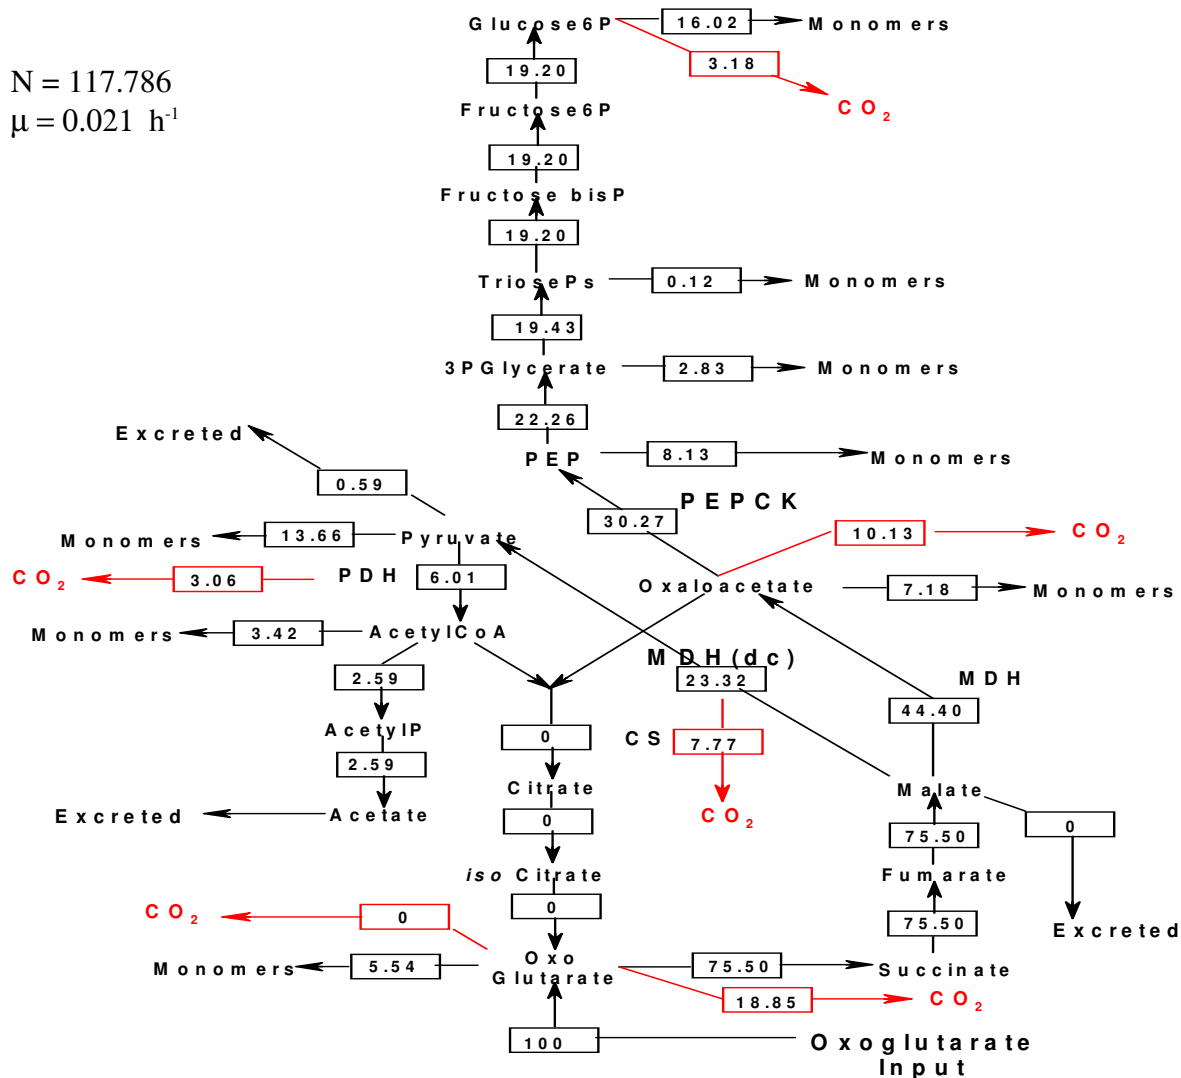 Glucose6P 16.02 Monomers
3.18
N = 117.786
19.20
CO₂
Fructose6P
μ = 0.021 h⁻¹
19.20
Fructose bisP
19.20
TriosePs 0.12 Monomers
19.43
3PGlycerate 2.83 Monomers
22.26
Excreted
PEP 8.13 Monomers
0.59
PEPCK
30.27 10.13 CO₂
Monomers 13.66 Pyruvate
CO₂ 3.06 PDH 6.01
Oxaloacetate 7.18 Monomers
Monomers 3.42 AcetylCoA
MDH(dc)
2.59 23.32 MDH
44.40
AcetylP 0 CS 7.77
2.59
Citrate Malate
Excreted Acetate 0 CO₂
75.50 0
iso Citrate Fumarate
CO₂ 0 0
75.50 Excreted
Monomers 5.54 Oxo
Glutarate 75.50 Succinate
18.85 CO₂
100 Oxoglutarate
Input